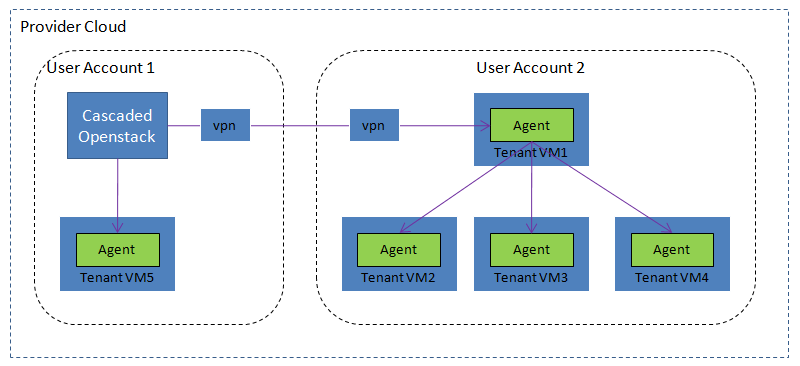 Provider Cloud
User Account 1
User Account 2
Cascaded
Openstack
vpn
vpn
Agent
Tenant VM1
Agent
Tenant VM5
Agent
Tenant VM2
Agent
Tenant VM3
Agent
Tenant VM4